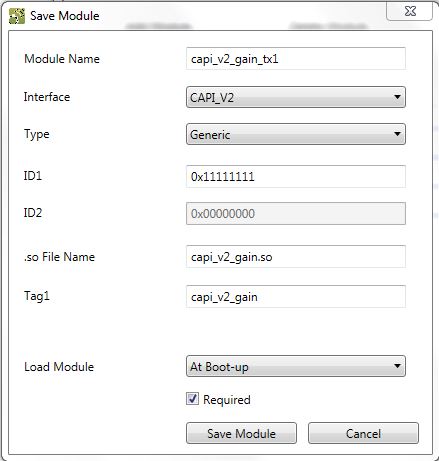 Save Module
Module Name capi_v2_gain_tx1
Interface CAPI_V2
Type Generic
ID1 0x11111111
ID2 0x00000000
.so File Name capi_v2_gain.so
Tag1 capi_v2_gain
Load Module At Boot-up
Required
Save Module Cancel